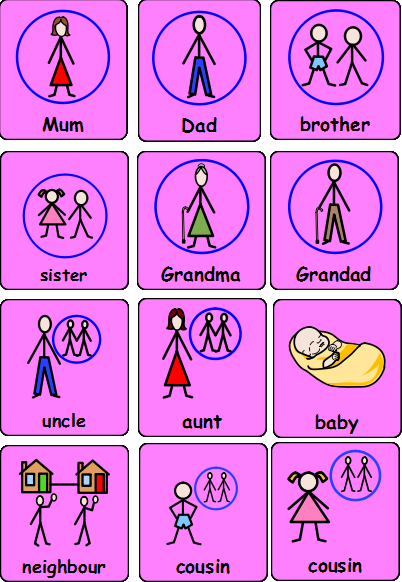 Mum
Dad
brother
sister
Grandma
Grandad
uncle
aunt
baby
neighbour
cousin
cousin